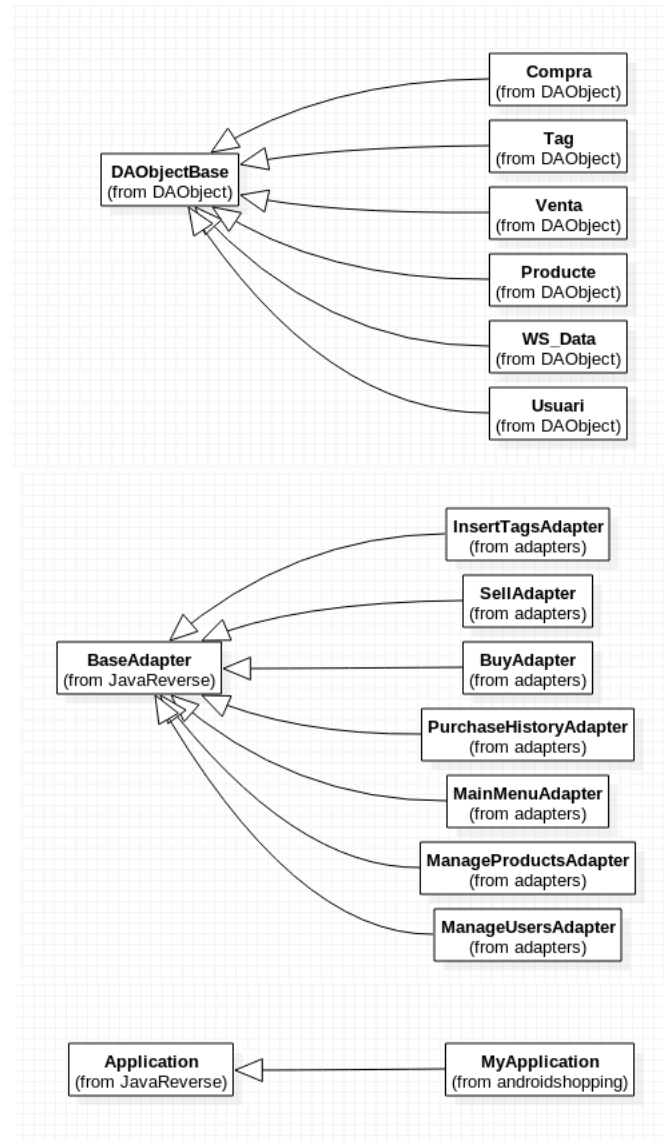 Compra
(from DAObject)
Tag
(from DAObject)
DAObjectBase
(from DAObject)
Venta
(from DAObject)
Producte
(from DAObject)
WS_Data
(from DAObject)
Usuari
(from DAObject)
InsertTagsAdapter
(from adapters)
SellAdapter
(from adapters)
BaseAdapter
(from JavaReverse)
BuyAdapter
(from adapters)
PurchaseHistoryAdapter
(from adapters)
MainMenuAdapter
(from adapters)
ManageProductsAdapter
(from adapters)
ManageUsersAdapter
(from adapters)
Application
(from JavaReverse)
MyApplication
(from androidshopping)